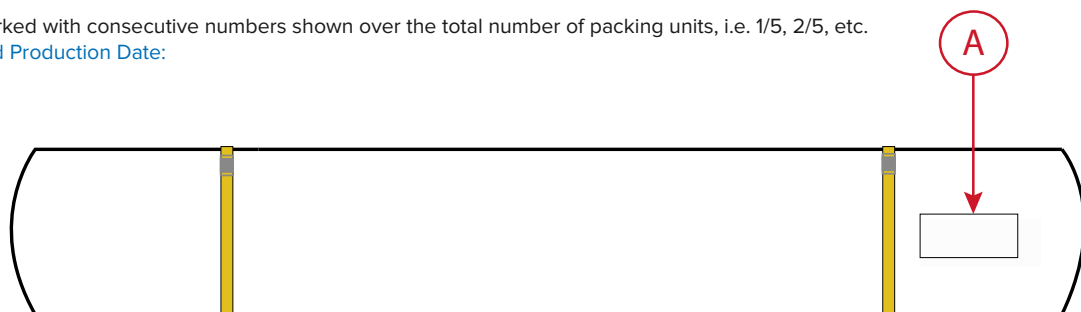 rked with consecutive numbers shown over the total number of packing units, i.e. 1/5, 2/5, etc.
d Production Date:
A